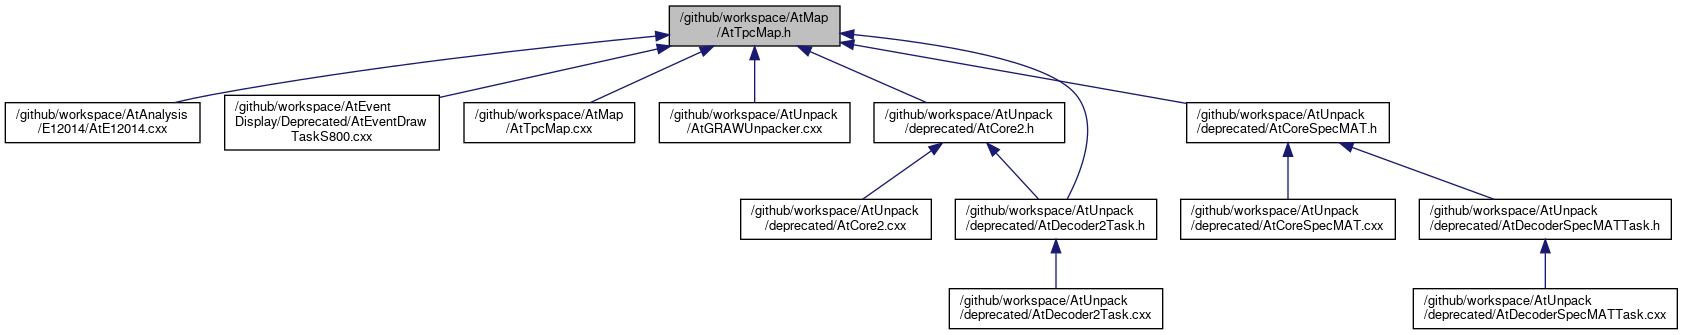 /github/workspace/AtMap
/AtTpcMap.h
/github/workspace/AtAnalysis
/E12014/AtE12014.cxx
/github/workspace/AtEvent
Display/Deprecated/AtEventDraw
TaskS800.cxx
/github/workspace/AtMap
/AtTpcMap.cxx
/github/workspace/AtUnpack
/AtGRAWUnpacker.cxx
/github/workspace/AtUnpack
/deprecated/AtCore2.h
/github/workspace/AtUnpack
/deprecated/AtCoreSpecMAT.h
/github/workspace/AtUnpack
/deprecated/AtCore2.cxx
/github/workspace/AtUnpack
/deprecated/AtDecoder2Task.h
/github/workspace/AtUnpack
/deprecated/AtCoreSpecMAT.cxx
/github/workspace/AtUnpack
/deprecated/AtDecoderSpecMATTask.h
/github/workspace/AtUnpack
/deprecated/AtDecoder2Task.cxx
/github/workspace/AtUnpack
/deprecated/AtDecoderSpecMATTask.cxx